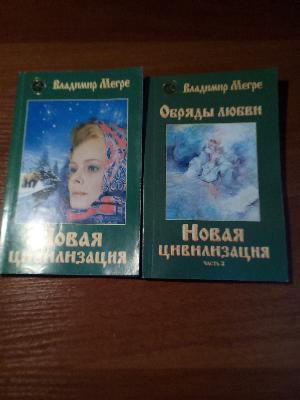 Владимир Мегре
Новая
цивилизация
Владимир Мегре
Обряды любви
Новая
цивилизация
часть 2